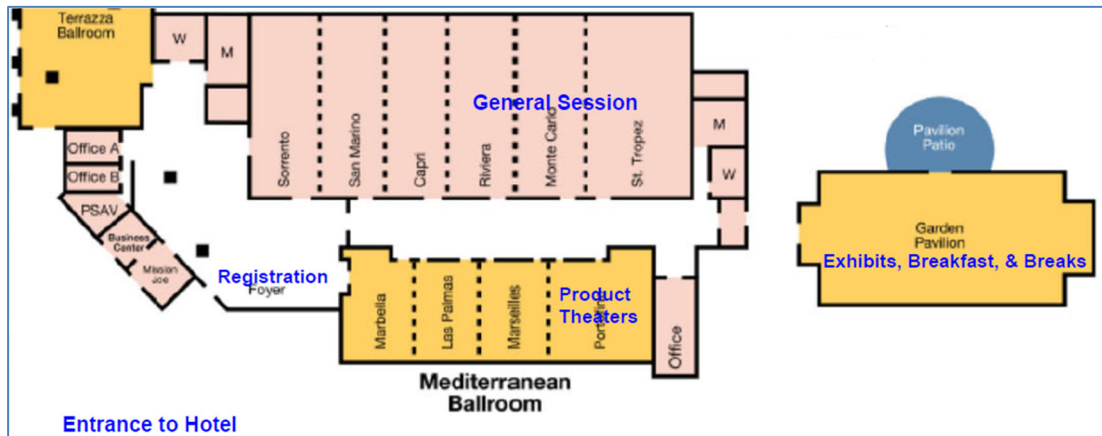 Terrazza
Ballroom
W
M
General Session
Sorrento
San Marino
Capri
Riviera
Monte Carlo
St. Tropez
M
W
Office A
Office B
PSAV
Business
Center
Mission
Joe
Registration
Foyer
Marbella
Las Palmas
Marseilles
Product
Theaters
Office
Mediterranean
Ballroom
Entrance to Hotel
Pavilion
Patio
Garden
Pavilion
Exhibits, Breakfast, & Breaks